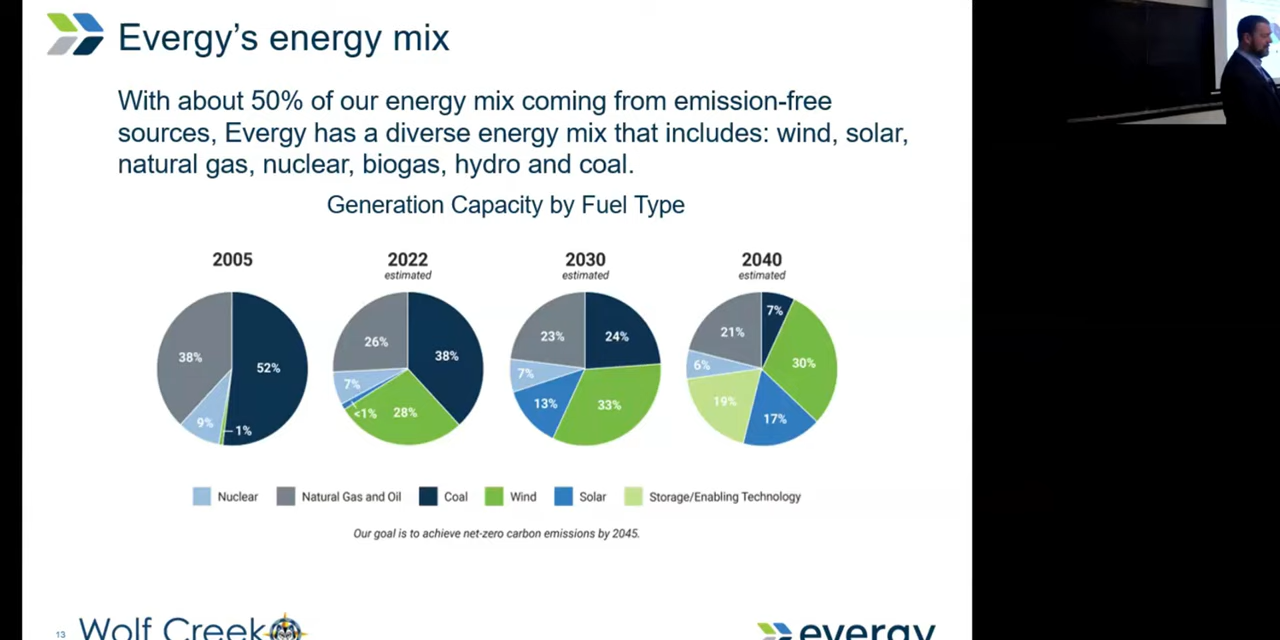 Evergy's energy mix
With about 50% of our energy mix coming from emission-free
sources, Evergy has a diverse energy mix that includes: wind, solar,
natural gas, nuclear, biogas, hydro and coal.
Generation Capacity by Fuel Type
2005
2022
estimated
2030
estimated
2040
estimated
38%
52%
9%
1%
26%
38%
7%
<1%
28%
23%
24%
7%
13%
33%
21%
7%
6%
30%
19%
17%
Nuclear
Natural Gas and Oil
Coal
Wind
Solar
Storage/Enabling Technology
Our goal is to achieve net-zero carbon emissions by 2045.
13
Wolf Creek
evergy